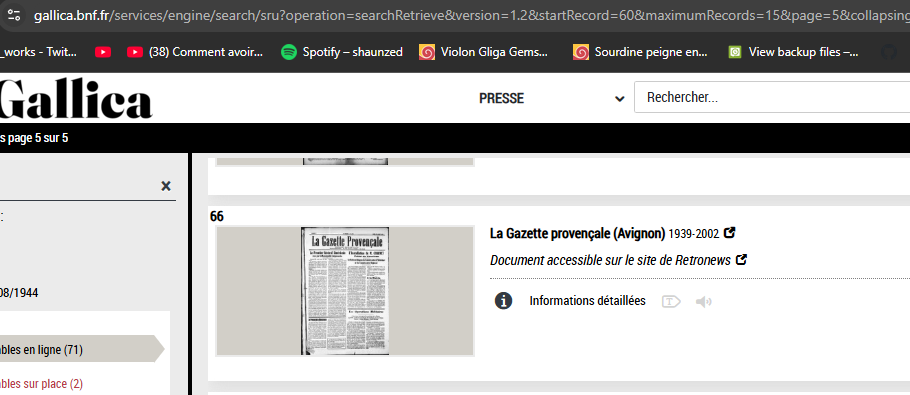 gallica.bnf.fr/services/engine/search/sru?operation=searchRetrieve&version=1.2&startRecord=60&maximumRecords=15&page=5&collapsing
_works - Twit...
(38) Comment avoir...
Spotify – shaunzed
Violon Gliga Gems...
Sourdine peigne en...
View backup files –...
Gallica
PRESSE
Rechercher...
s page 5 sur 5
x
:
08/1944
bles en ligne (71)
bles sur place (2)
66
La Gazette Provençale
La Gazette provençale (Avignon) 1939-2002
Document accessible sur le site de Retronews
Informations détaillées
T